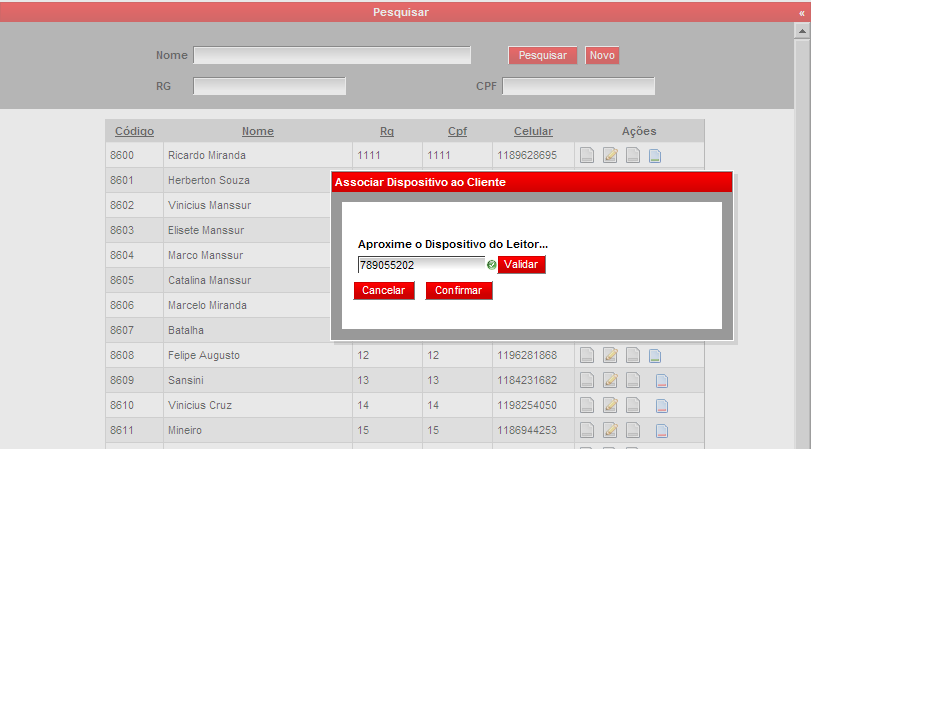 Pesquisar «
Nome Pesquisar Novo
RG CPF
Código Nome Rg Cpf Celular Ações
8600 Ricardo Miranda 1111 1111 1189628695
8601 Herberton Souza
Associar Dispositivo ao Cliente
8602 Vinicius Manssur
8603 Elisete Manssur
Aproxime o Dispositivo do Leitor...
8604 Marco Manssur
789055202 Validar
8605 Catalina Manssur
Cancelar Confirmar
8606 Marcelo Miranda
8607 Batalha
8608 Felipe Augusto 12 12 1196281868
8609 Sansini 13 13 1184231682
8610 Vinicius Cruz 14 14 1198254050
8611 Mineiro 15 15 1186944253